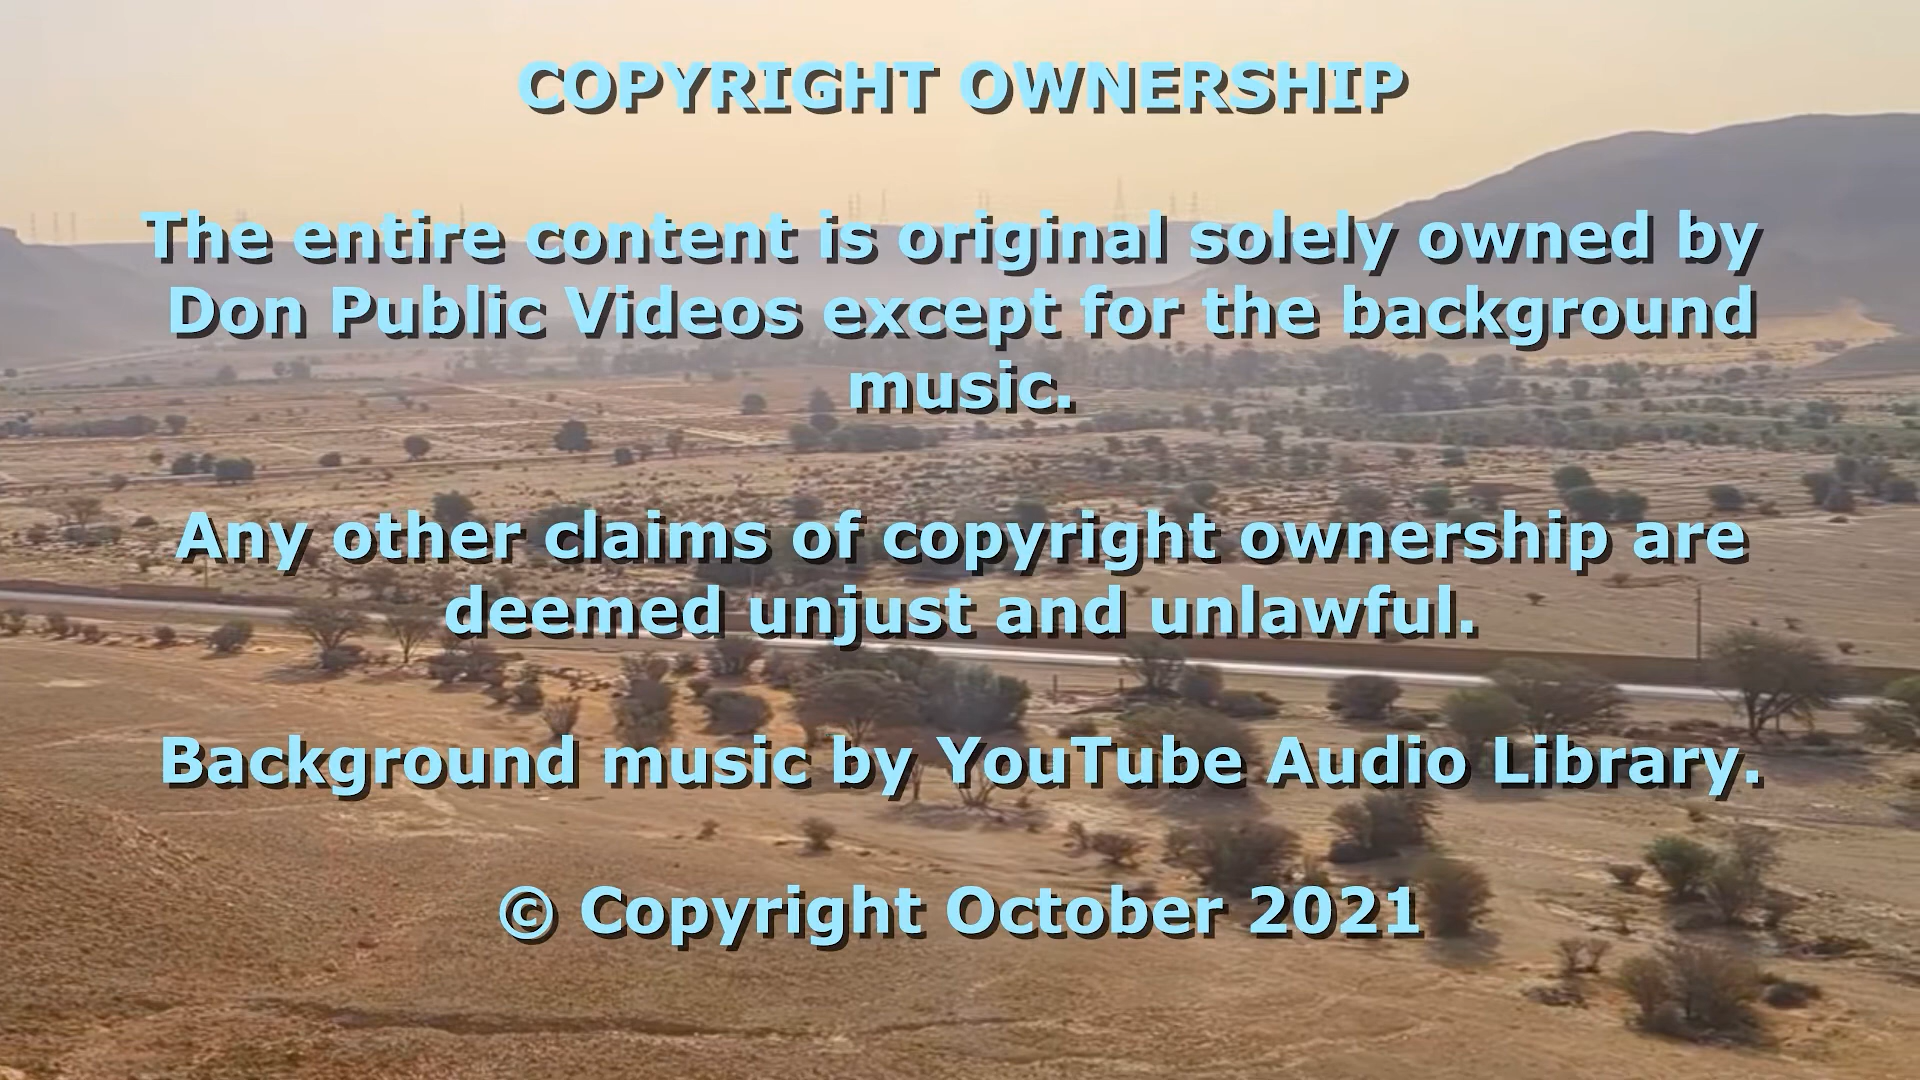 COPYRIGHT OWNERSHIP
The entire content is original solely owned by
Don Public Videos except for the background
music.
Any other claims of copyright ownership are
deemed unjust and unlawful.
Background music by YouTube Audio Library.
© Copyright October 2021